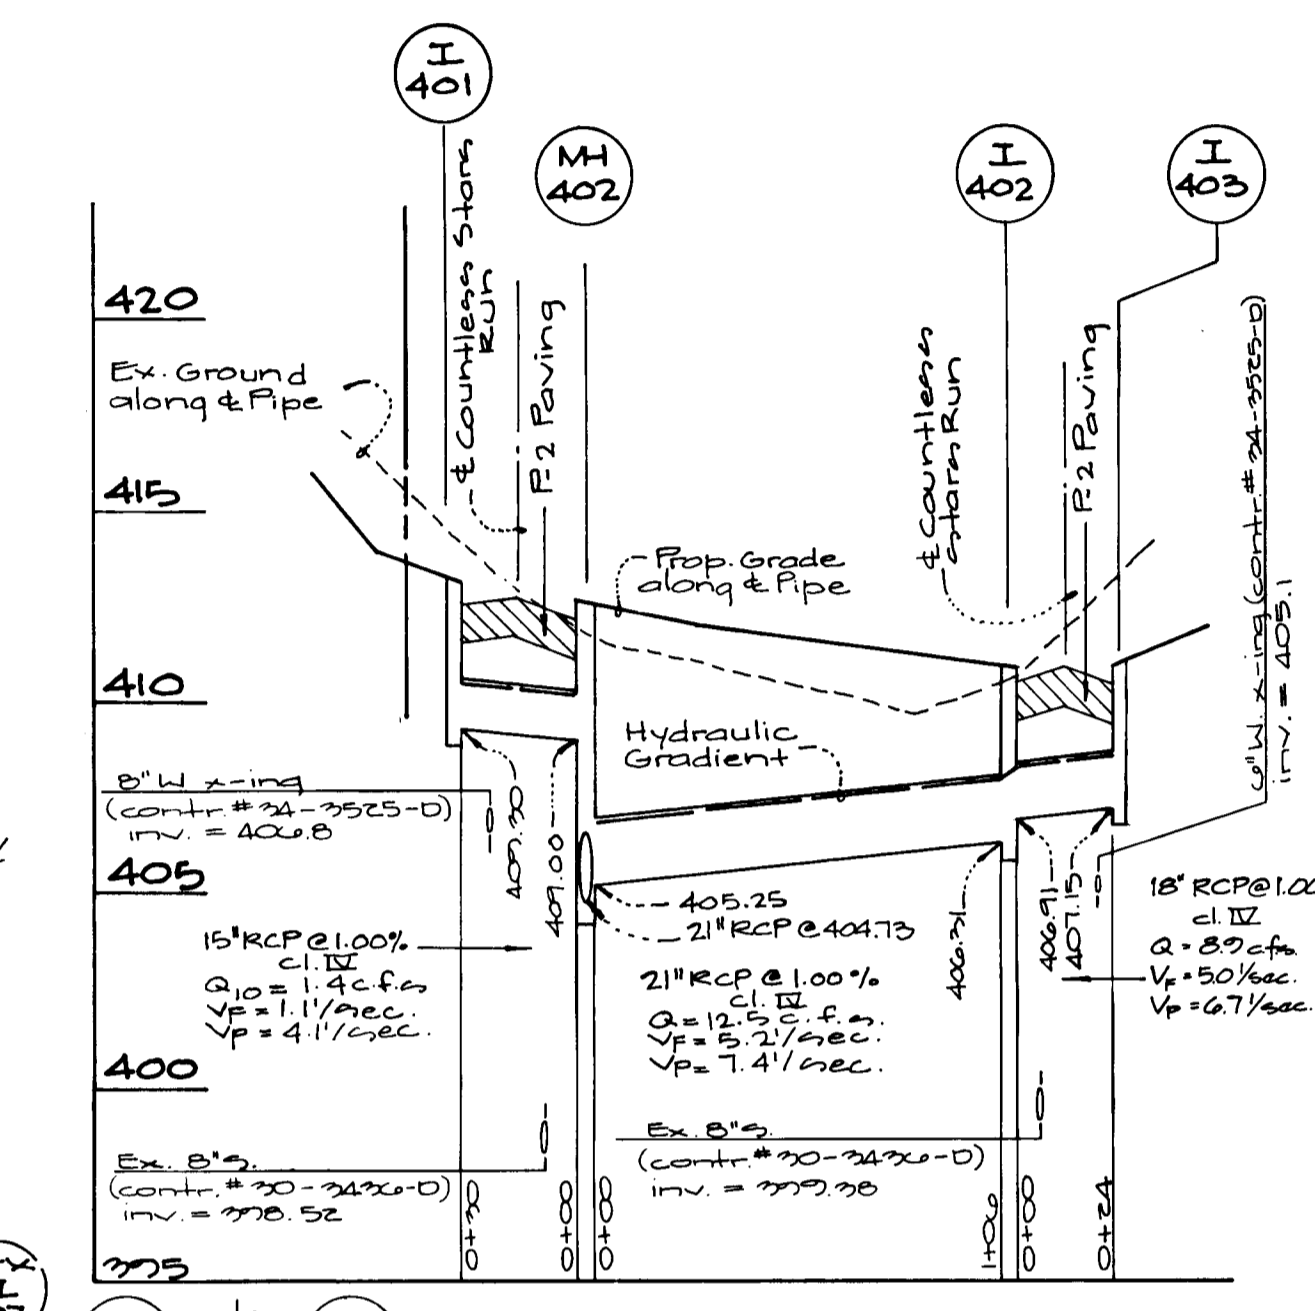 I
401
MH
402
I
402
I
403
420
415
410
405
400
395
Ex. Ground
along ℄ Pipe
℄ Countless Stars
Run
P-2 Paving
Prop. Grade
along ℄ Pipe
℄ Countless
Stars Run
P-2 Paving
6" W. x-ing (contr. # 34-3525-D)
inv. = 405.1
Hydraulic
Gradient
8" W x-ing
(contr. # 34-3525-D)
inv. = 406.8
409.30
409.00
405.25
21" RCP @ 404.73
406.31
406.91
407.15
15" RCP @ 1.00%
cl. IV
Q10 = 1.4 c.f.s
VF = 1.1'/sec.
VP = 4.1'/sec.
21" RCP @ 1.00%
cl. IV
Q = 12.5 c.f.s.
VF = 5.2'/sec.
VP = 7.4'/sec.
18" RCP @ 1.00
cl. IV
Q = 8.9 cfs.
VF = 5.0'/sec.
VP = 6.7'/sec.
Ex. 8" S.
(contr. # 30-3436-D)
inv. = 398.52
Ex. 8" S.
(contr. # 30-3436-D)
inv. = 399.38
0+30
0+00
0+00
1+06
0+00
0+24